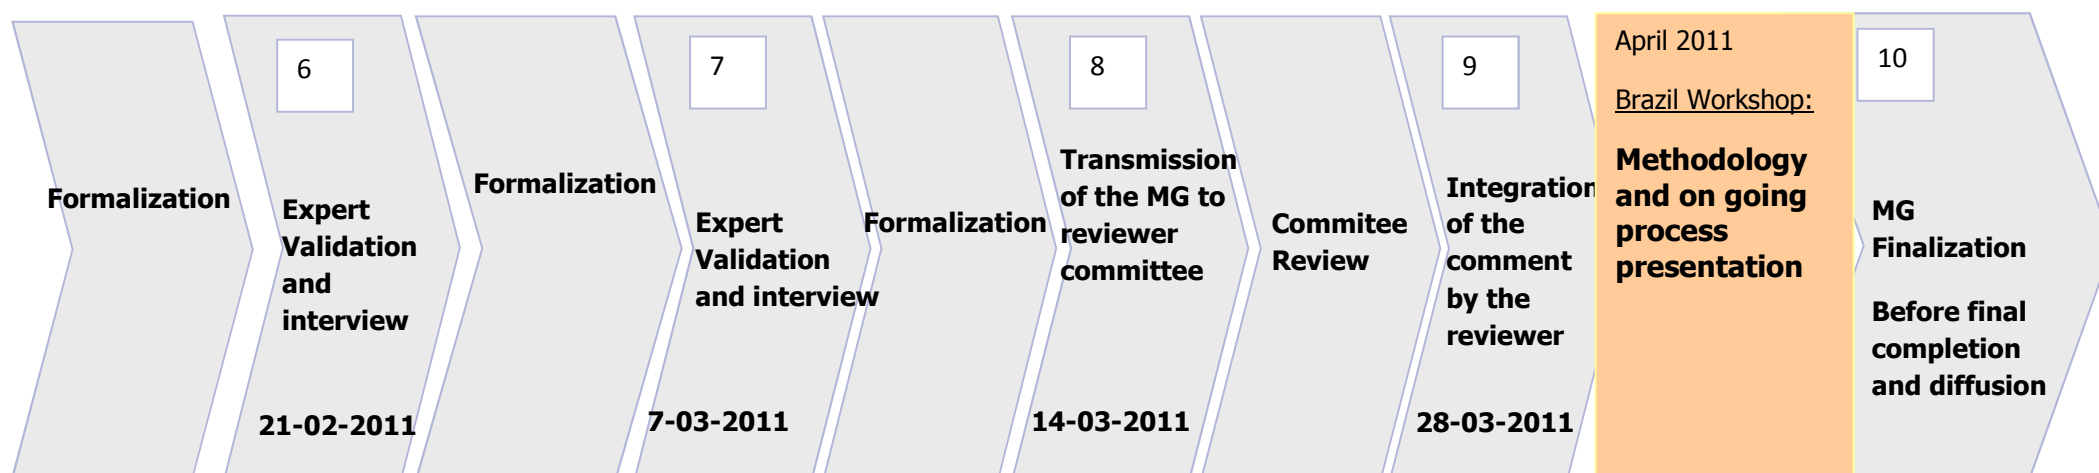 Formalization
6
Expert
Validation
and
interview
21-02-2011
Formalization
7
Expert
Validation
and interview
7-03-2011
Formalization
8
Transmission
of the MG to
reviewer
committee
14-03-2011
Commitee
Review
9
Integration
of the
comment
by the
reviewer
28-03-2011
April 2011
Brazil Workshop:
Methodology
and on going
process
presentation
10
MG
Finalization
Before final
completion
and diffusion